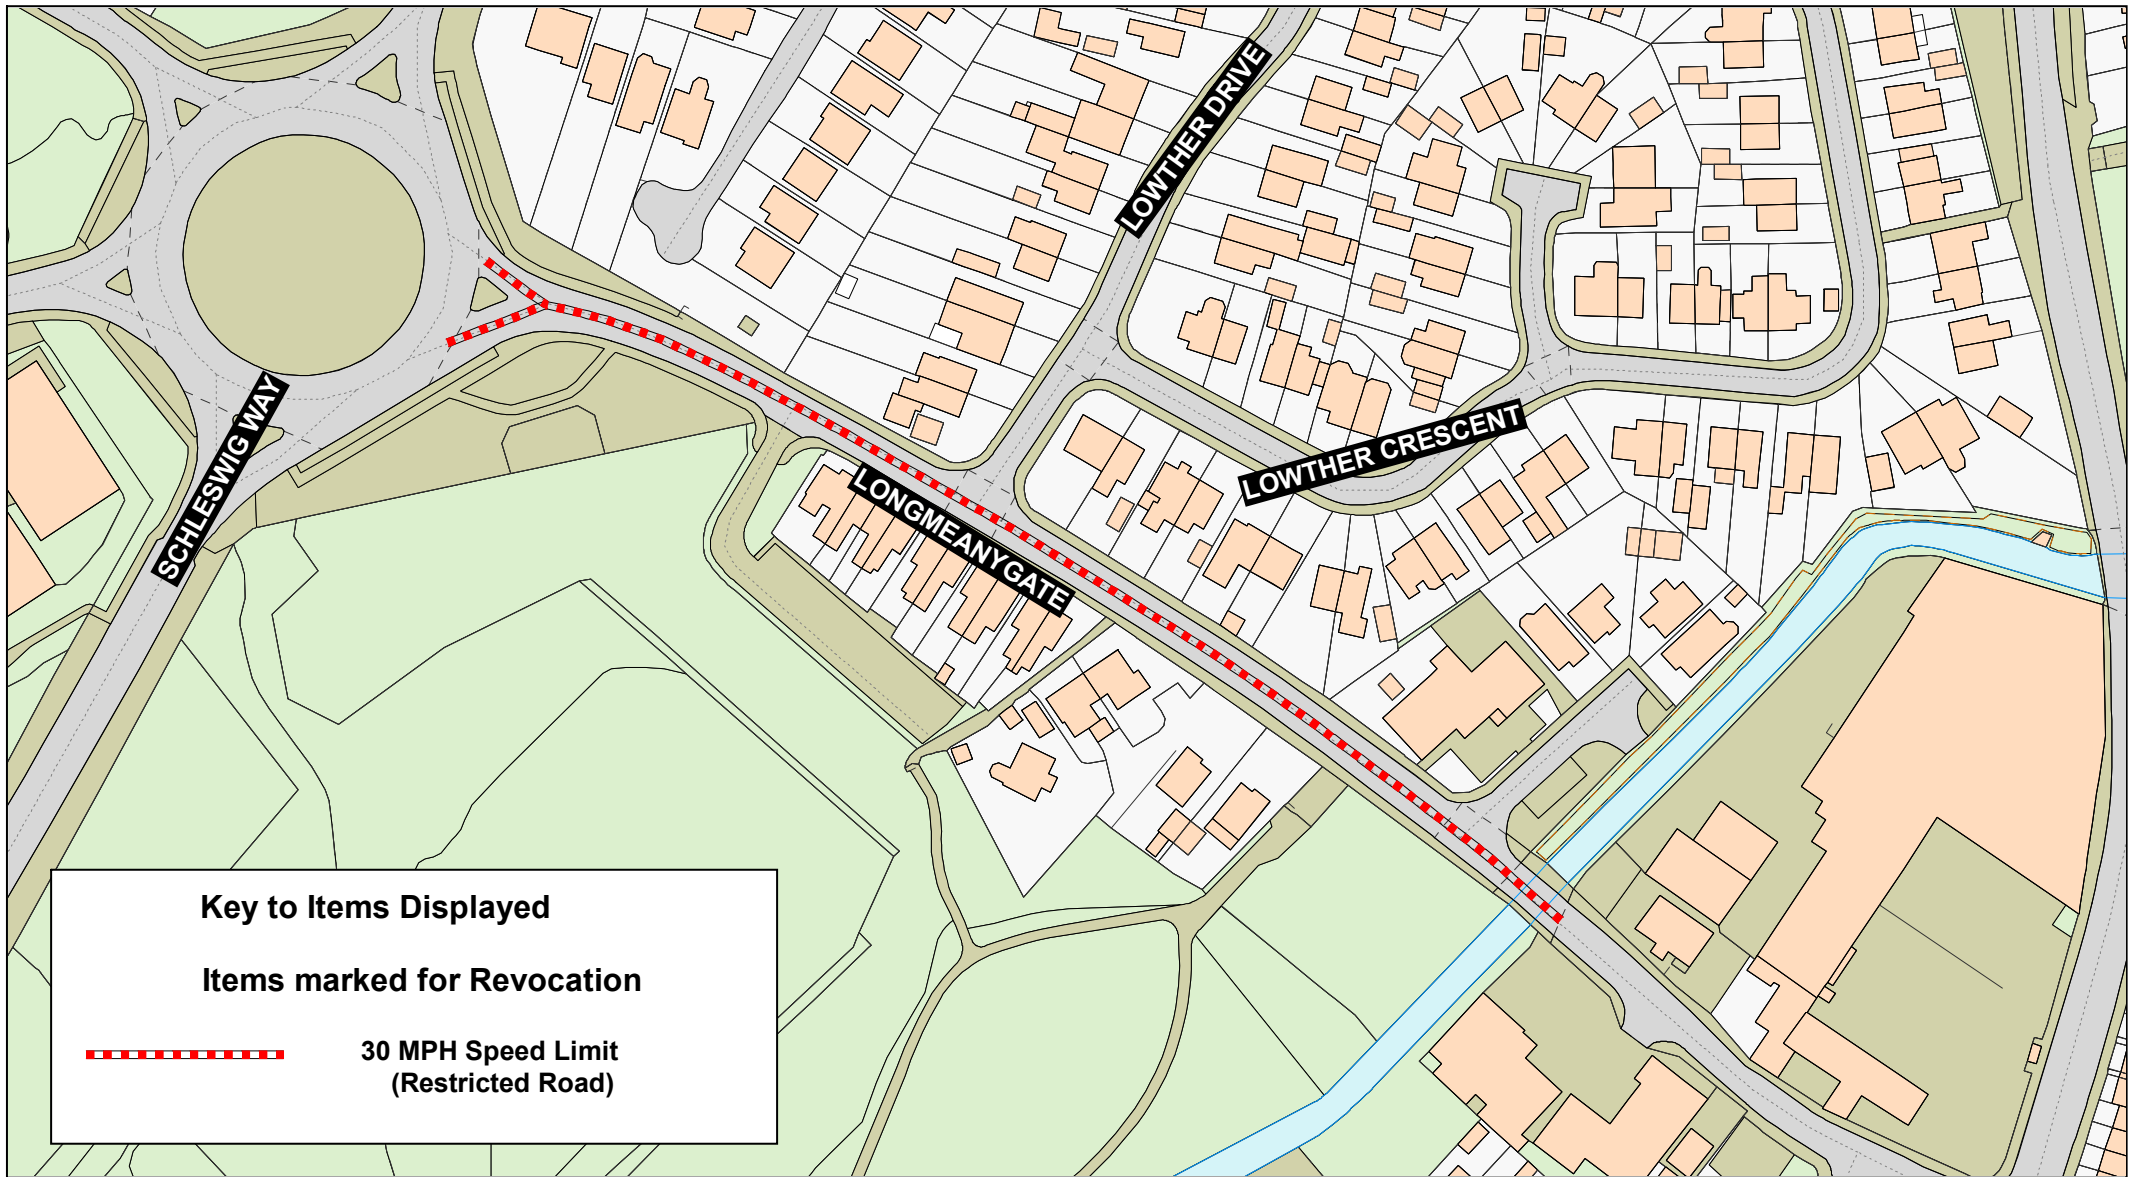 LOWTHER DRIVE
LOWTHER CRESCENT
SCHLESWIG WAY
LONGMEANYGATE
Key to Items Displayed
Items marked for Revocation
30 MPH Speed Limit
(Restricted Road)